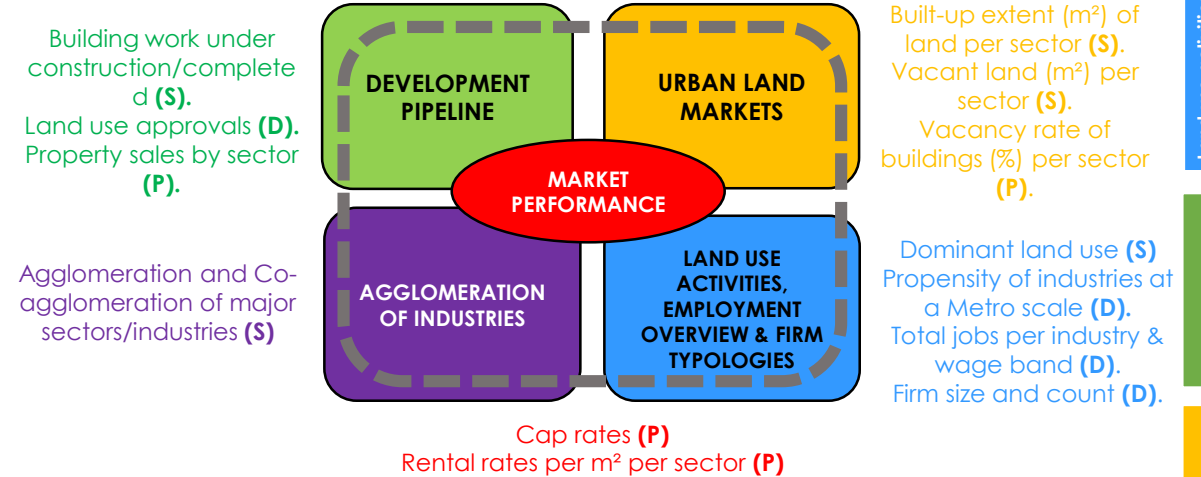 Building work under
construction/complete
d (S).
Land use approvals (D).
Property sales by sector
(P).
DEVELOPMENT
PIPELINE
URBAN LAND
MARKETS
Built-up extent (m²) of
land per sector (S).
Vacant land (m²) per
sector (S).
Vacancy rate of
buildings (%) per sector
(P).
MARKET
PERFORMANCE
Agglomeration and Co-
agglomeration of major
sectors/industries (S)
AGGLOMERATION
OF INDUSTRIES
LAND USE
ACTIVITIES,
EMPLOYMENT
OVERVIEW & FIRM
TYPOLOGIES
Dominant land use (S)
Propensity of industries at
a Metro scale (D).
Total jobs per industry &
wage band (D).
Firm size and count (D).
Cap rates (P)
Rental rates per m² per sector (P)